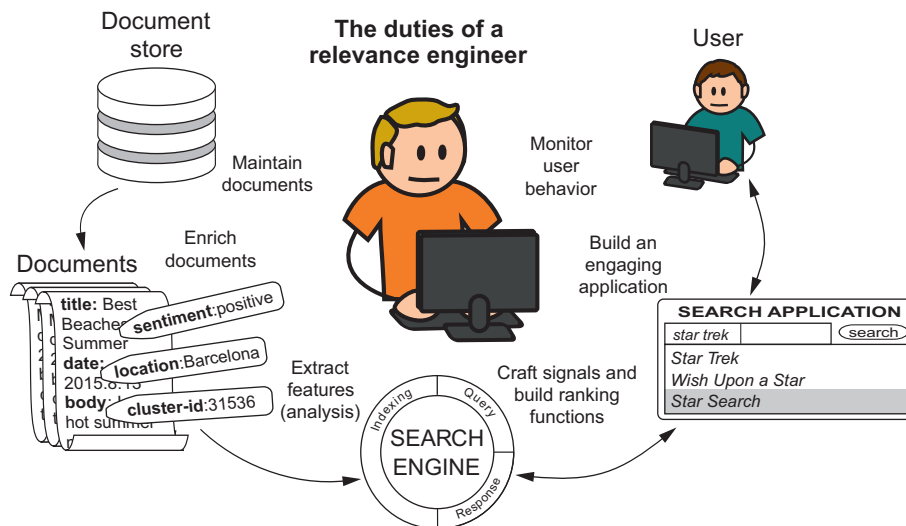 Document
store
The duties of a
relevance engineer
User
Maintain
documents
Monitor
user
behavior
Enrich
documents
Build an
engaging
application
Documents
title: Best
Beaches
Summer
date:
2015.8.13
body:
hot summer
sentiment:positive
location:Barcelona
cluster-id:31536
Extract
features
(analysis)
Craft signals and
build ranking
functions
Indexing
Query
Response
SEARCH
ENGINE
SEARCH APPLICATION
star trek
search
Star Trek
Wish Upon a Star
Star Search